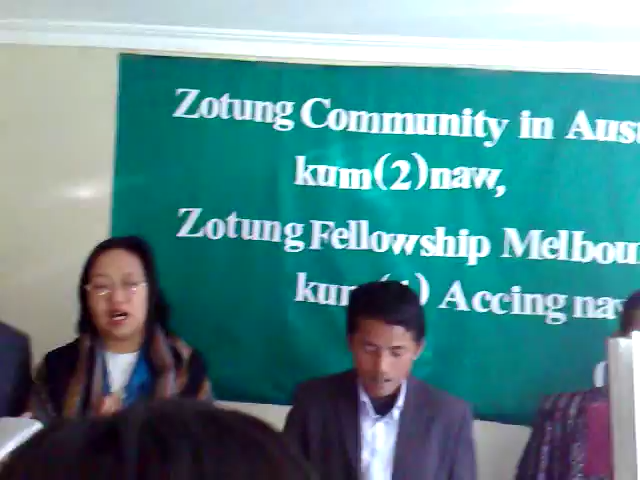 Zotung Community in Aust
kum(2)naw,
Zotung Fellowship Melbou
Accing na